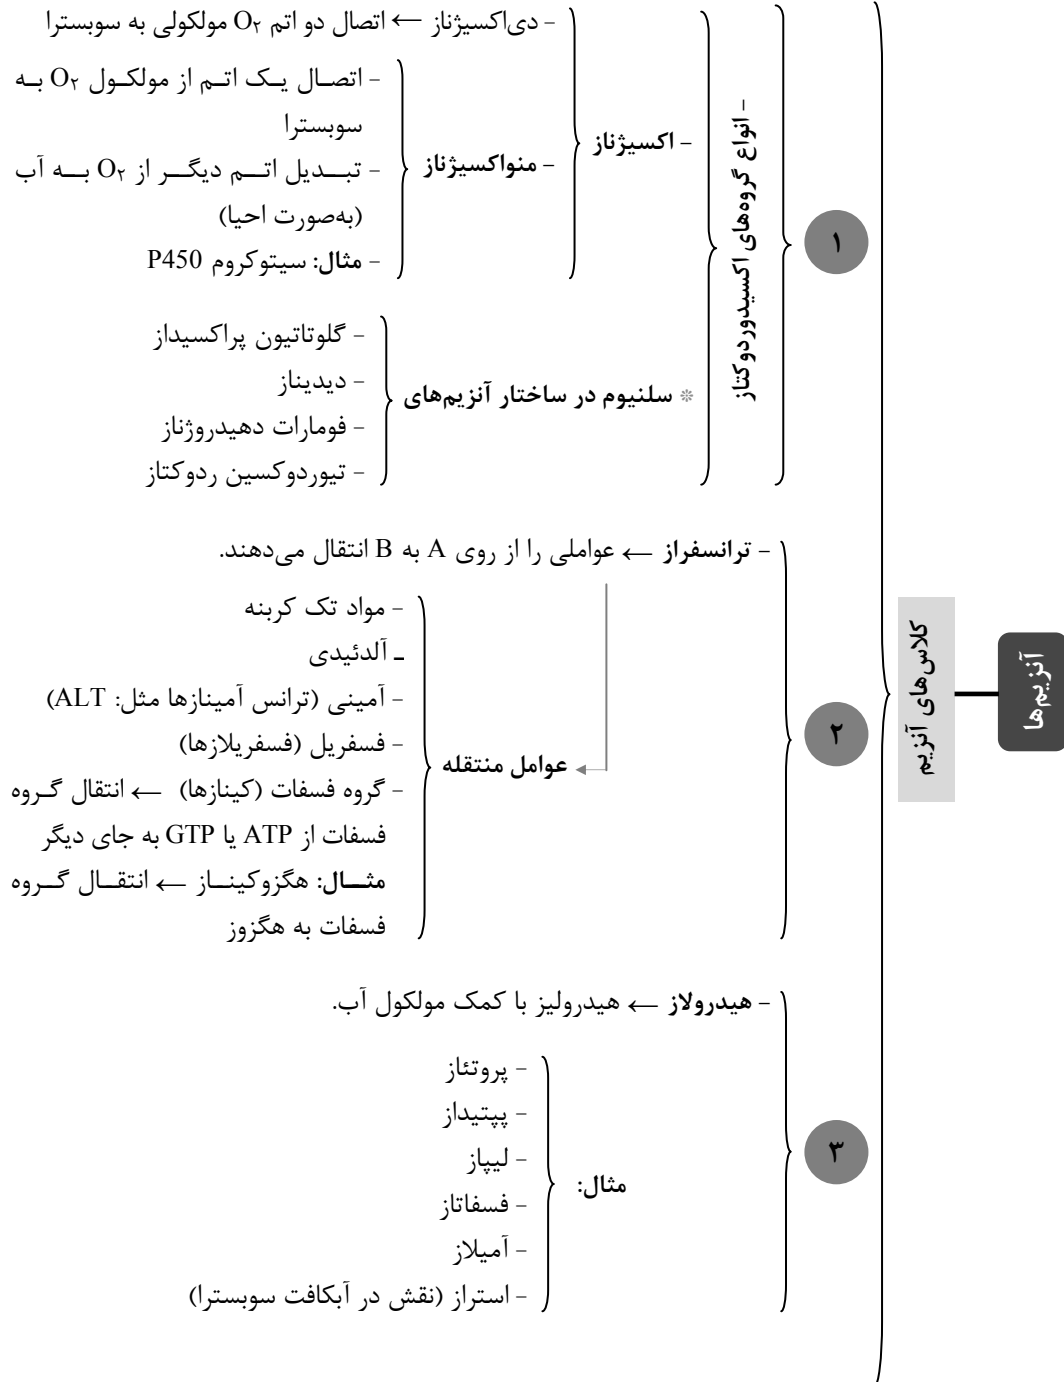 آنزیم‌ها
کلاس‌های آنزیم
۱
- انواع گروه‌های اکسیدوردوکتاز
- اکسیژناز
- دی‌اکسیژناز ← اتصال دو اتم O۲ مولکولی به سوبسترا
- منواکسیژناز
- اتصال یک اتم از مولکول O۲ به
سوبسترا
- تبدیل اتم دیگر از O۲ به آب
(به‌صورت احیا)
- مثال: سیتوکروم P450
* سلنیوم در ساختار آنزیم‌های
- گلوتاتیون پراکسیداز
- دیدیناز
- فومارات دهیدروژناز
- تیوردوکسین ردوکتاز
۲
- ترانسفراز ← عواملی را از روی A به B انتقال می‌دهند.
عوامل منتقله
- مواد تک کربنه
ـ آلدئیدی
- آمینی (ترانس آمینازها مثل: ALT)
- فسفریل (فسفریلازها)
- گروه فسفات (کینازها) ← انتقال گروه
فسفات از ATP یا GTP به جای دیگر
مثال: هگزوکیناز ← انتقال گروه
فسفات به هگزوز
۳
- هیدرولاز ← هیدرولیز با کمک مولکول آب.
مثال:
- پروتئاز
- پپتیداز
- لیپاز
- فسفاتاز
- آمیلاز
- استراز (نقش در آبکافت سوبسترا)